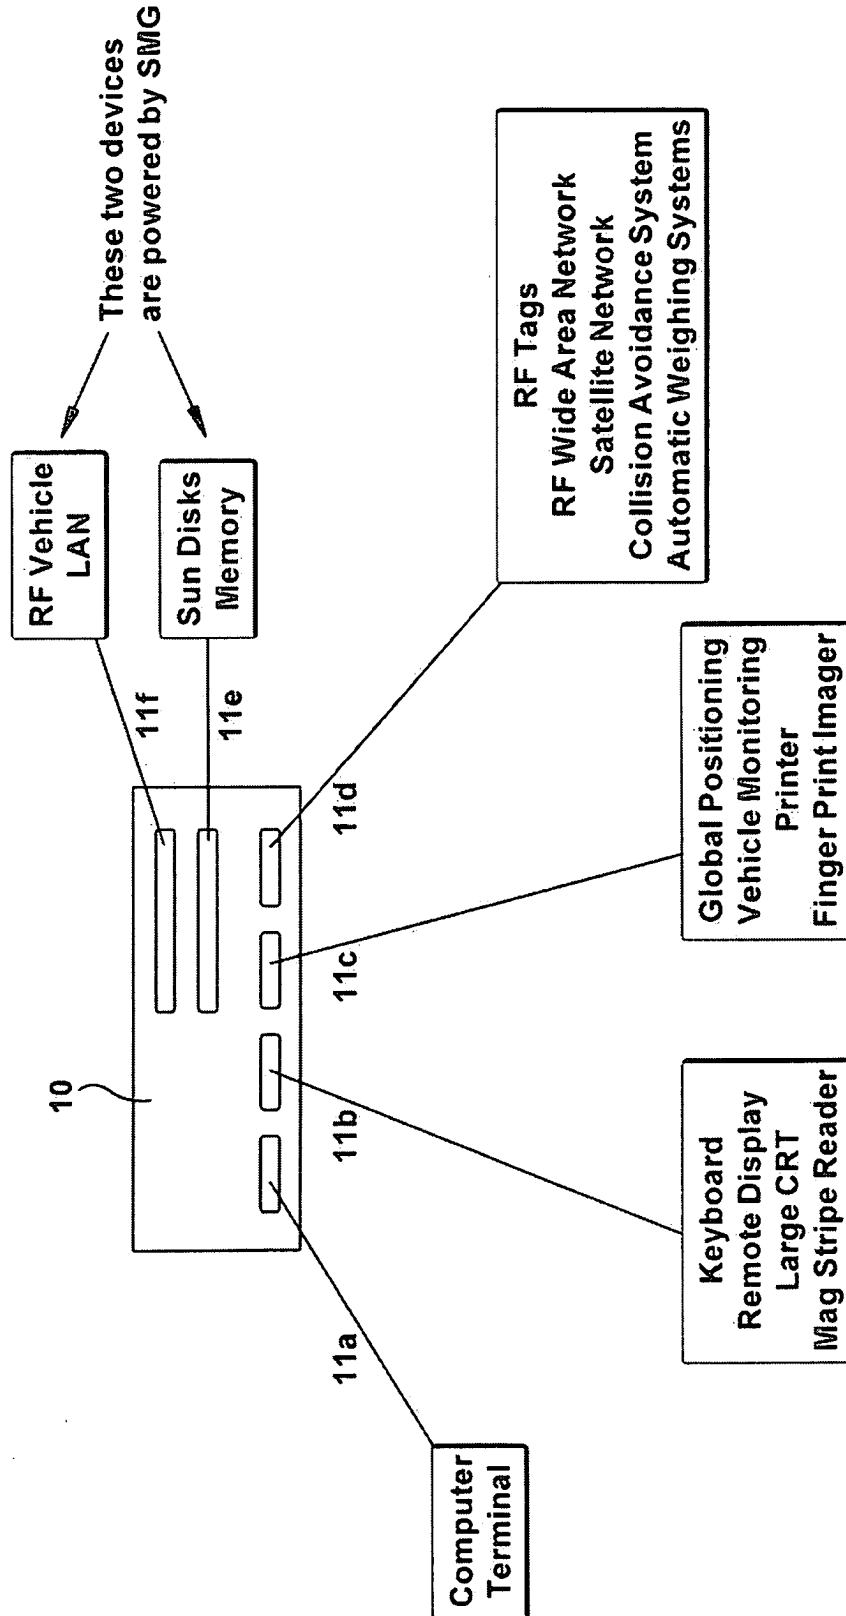 These two devices
are powered by SMG
RF Vehicle
LAN
Sun Disks
Memory
11f
11e
10
11a
11b
11c
11d
Computer
Terminal
Keyboard
Remote Display
Large CRT
Mag Stripe Reader
Global Positioning
Vehicle Monitoring
Printer
Finger Print Imager
RF Tags
RF Wide Area Network
Satellite Network
Collision Avoidance System
Automatic Weighing Systems